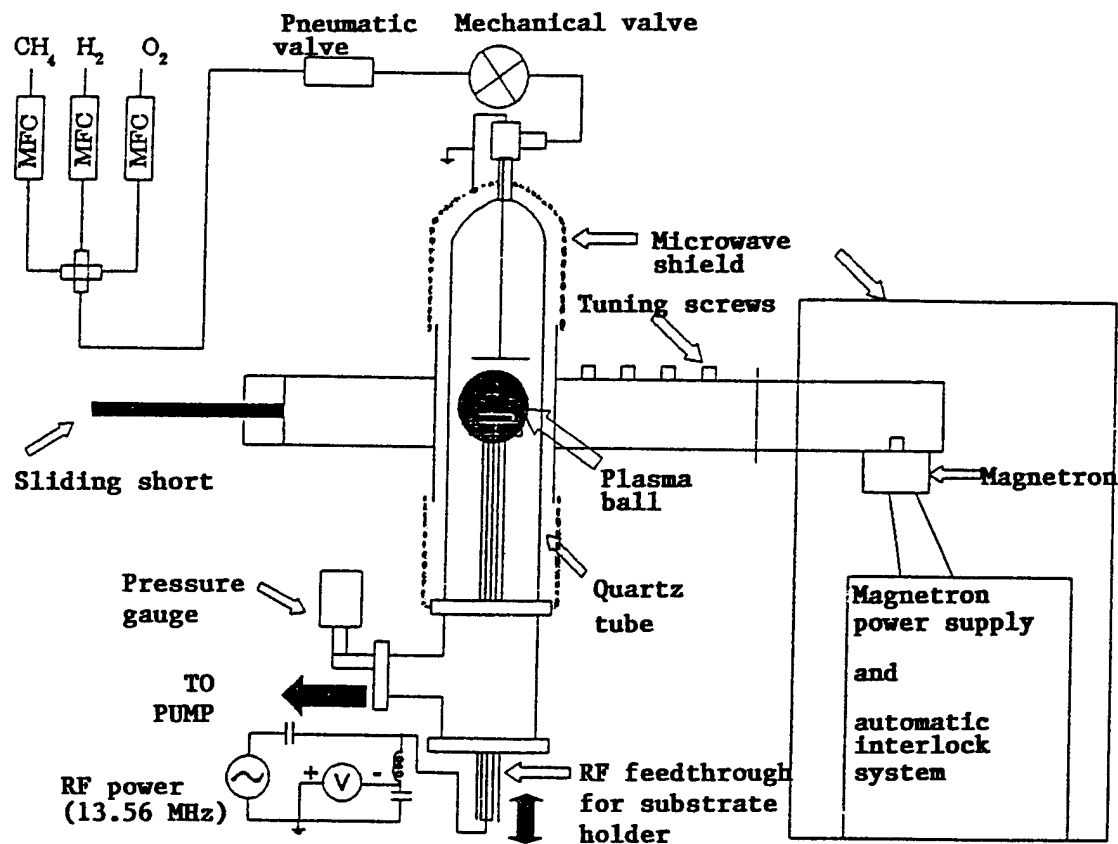 Pneumatic valve
Mechanical valve
CH4 H2 O2
MFC MFC MFC
Microwave shield
Tuning screws
Sliding short
Plasma ball
Magnetron
Pressure gauge
Quartz tube
Magnetron power supply
and
automatic interlock system
TO PUMP
RF power (13.56 MHz)
+ V -
RF feedthrough for substrate holder